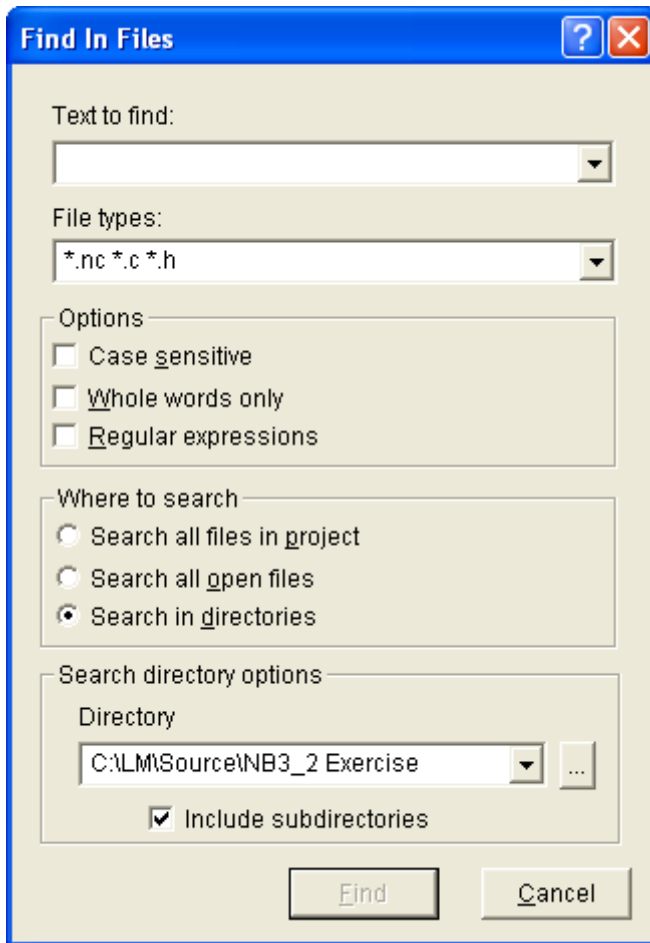 Find In Files
?
Text to find:
File types:
*.nc *.c *.h
Options
Case sensitive
Whole words only
Regular expressions
Where to search
Search all files in project
Search all open files
Search in directories
Search directory options
Directory
C:\LM\Source\NB3_2 Exercise
...
Include subdirectories
Find Cancel